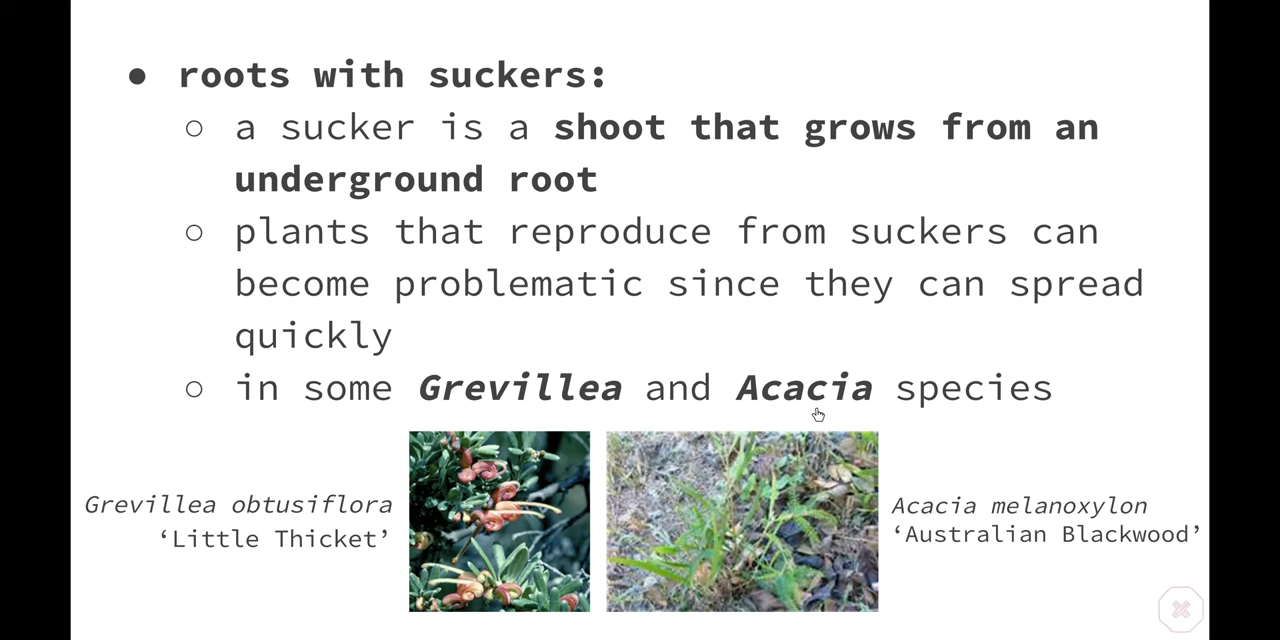 ● roots with suckers:
○ a sucker is a shoot that grows from an
underground root
○ plants that reproduce from suckers can
become problematic since they can spread
quickly
○ in some Grevillea and Acacia species
Grevillea obtusiflora
‘Little Thicket’
Acacia melanoxylon
‘Australian Blackwood’